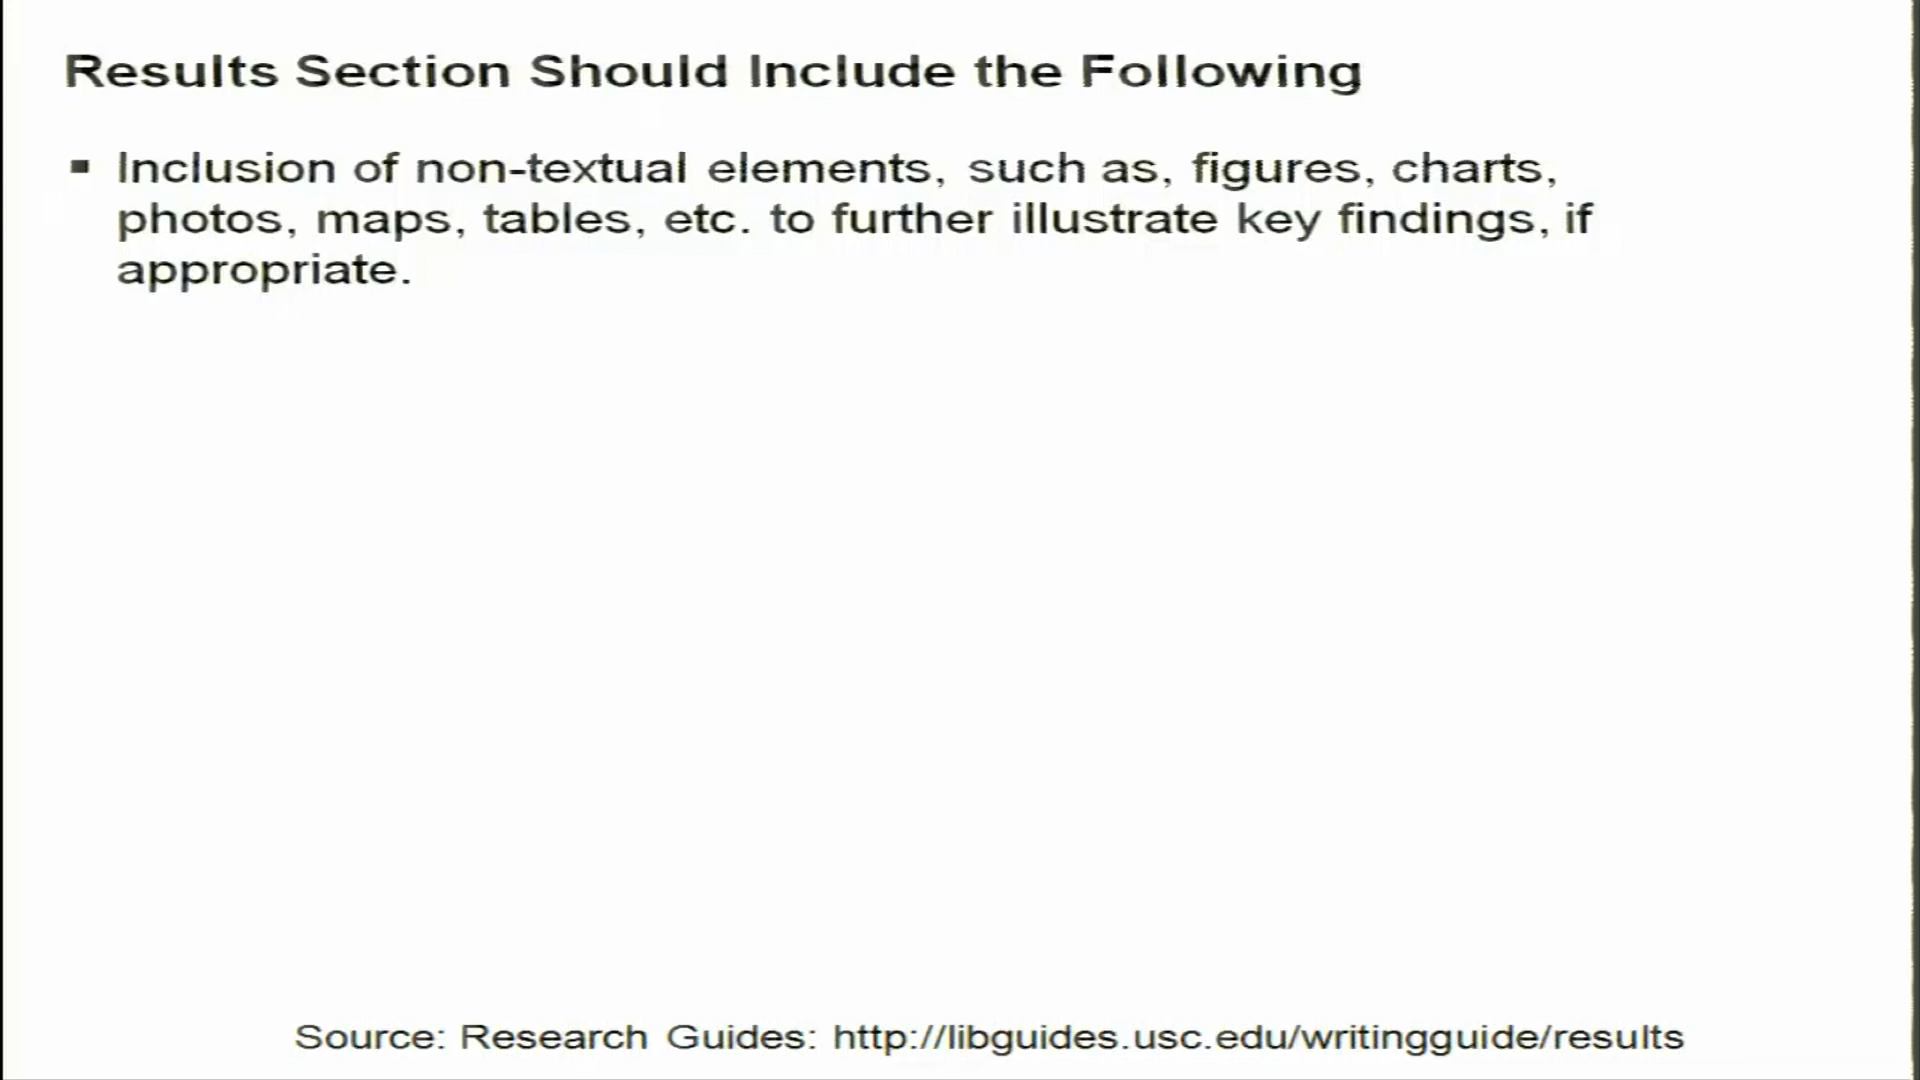 Results Section Should Include the Following
▪ Inclusion of non-textual elements, such as, figures, charts,
photos, maps, tables, etc. to further illustrate key findings, if
appropriate.
Source: Research Guides: http://libguides.usc.edu/writingguide/results